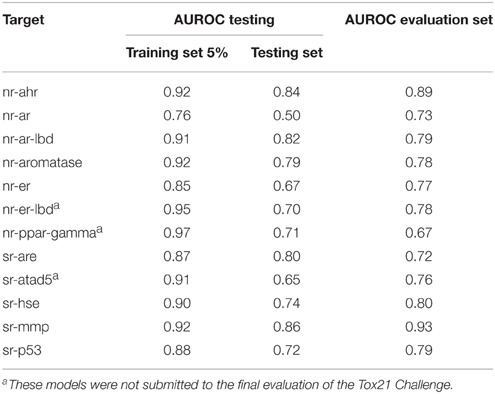 Target AUROC testing AUROC evaluation set
Training set 5% Testing set
nr-ahr 0.92 0.84 0.89
nr-ar 0.76 0.50 0.73
nr-ar-lbd 0.91 0.82 0.79
nr-aromatase 0.92 0.79 0.78
nr-er 0.85 0.67 0.77
nr-er-lbdᵃ 0.95 0.70 0.78
nr-ppar-gammaᵃ 0.97 0.71 0.67
sr-are 0.87 0.80 0.72
sr-atad5ᵃ 0.91 0.65 0.76
sr-hse 0.90 0.74 0.80
sr-mmp 0.92 0.86 0.93
sr-p53 0.88 0.72 0.79
ᵃThese models were not submitted to the final evaluation of the Tox21 Challenge.